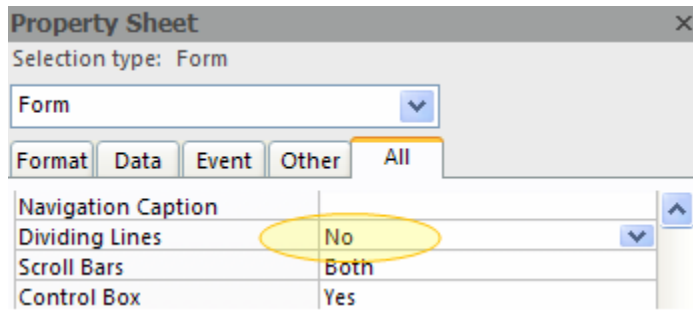 Property Sheet
Selection type: Form
Form
Format Data Event Other All
Navigation Caption
Dividing Lines No
Scroll Bars Both
Control Box Yes